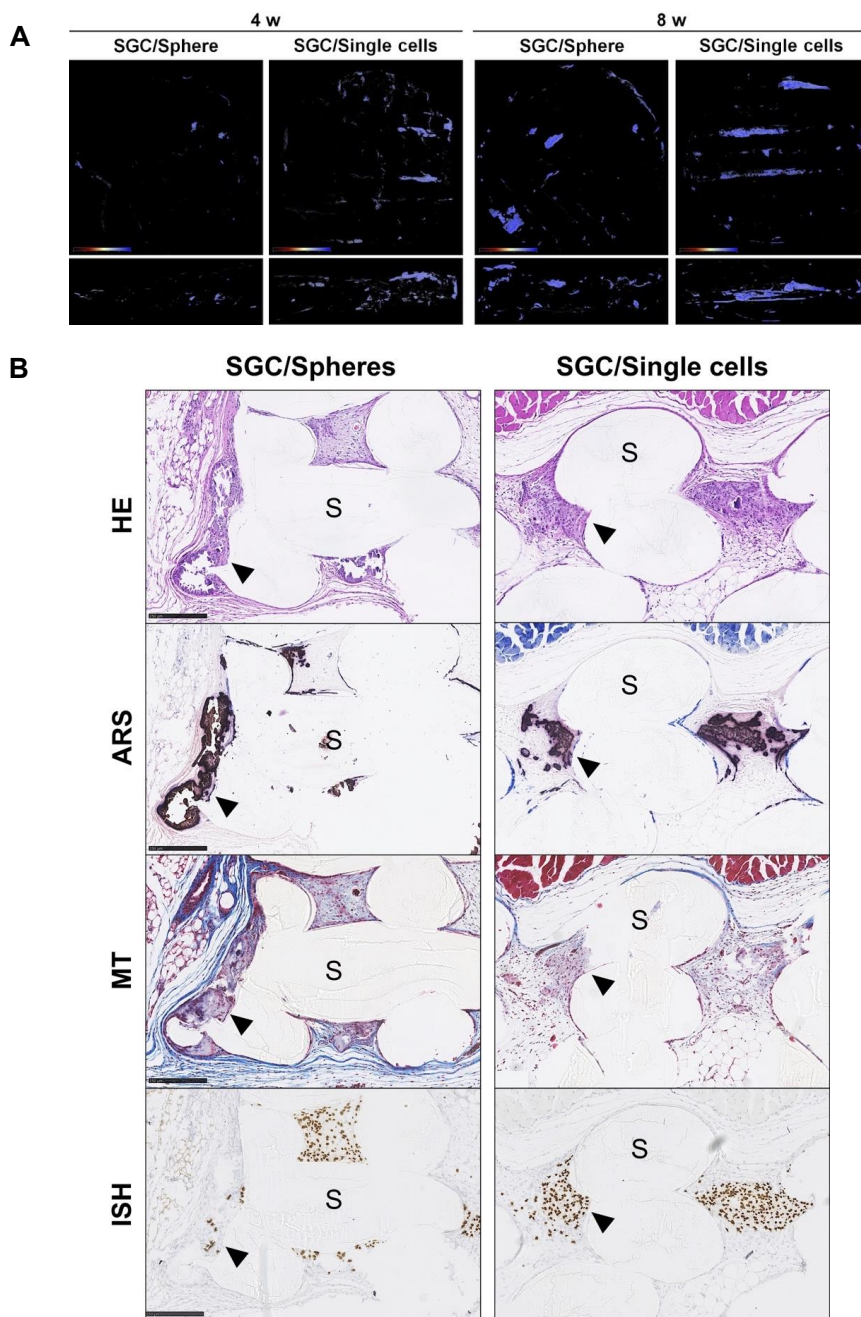 A
4 w
8 w
SGC/Sphere
SGC/Single cells
SGC/Sphere
SGC/Single cells
B
SGC/Spheres
SGC/Single cells
HE
S
S
ARS
S
S
MT
S
S
ISH
S
S